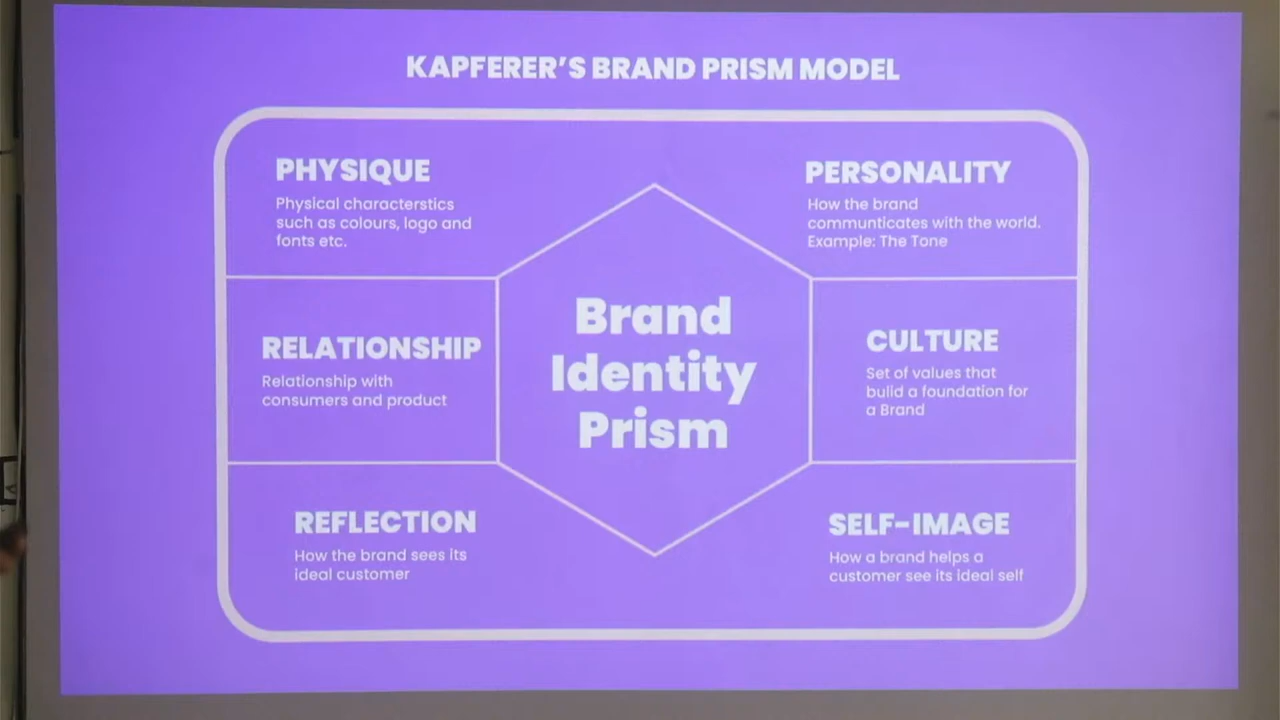 KAPFERER'S BRAND PRISM MODEL
PHYSIQUE
Physical characterstics
such as colours, logo and
fonts etc.
PERSONALITY
How the brand
communticates with the world.
Example: The Tone
Brand
Identity
Prism
RELATIONSHIP
Relationship with
consumers and product
CULTURE
Set of values that
build a foundation for
a Brand
REFLECTION
How the brand sees its
ideal customer
SELF-IMAGE
How a brand helps a
customer see its ideal self